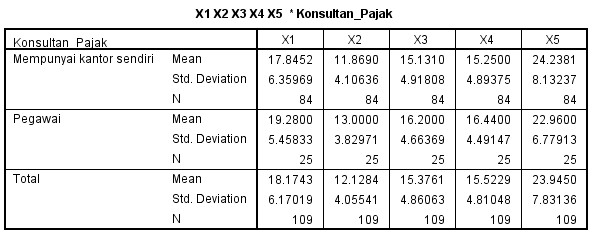 X1 X2 X3 X4 X5 * Konsultan_Pajak
Konsultan_Pajak X1 X2 X3 X4 X5
Mempunyai kantor sendiri Mean 17.8452 11.8690 15.1310 15.2500 24.2381
Std. Deviation 6.35969 4.10636 4.91808 4.89375 8.13237
N 84 84 84 84 84
Pegawai Mean 19.2800 13.0000 16.2000 16.4400 22.9600
Std. Deviation 5.45833 3.82971 4.66369 4.49147 6.77913
N 25 25 25 25 25
Total Mean 18.1743 12.1284 15.3761 15.5229 23.9450
Std. Deviation 6.17019 4.05541 4.86063 4.81048 7.83136
N 109 109 109 109 109